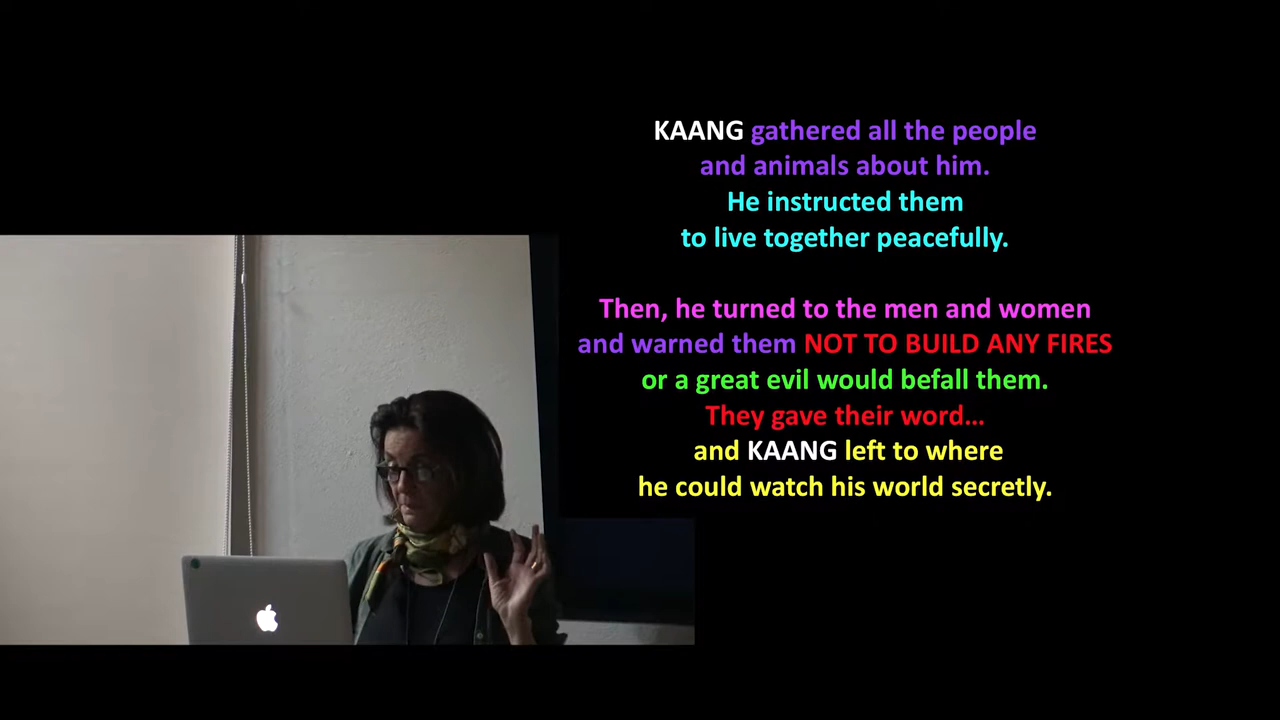 KAANG gathered all the people
and animals about him.
He instructed them
to live together peacefully.
Then, he turned to the men and women
and warned them NOT TO BUILD ANY FIRES
or a great evil would befall them.
They gave their word...
and KAANG left to where
he could watch his world secretly.